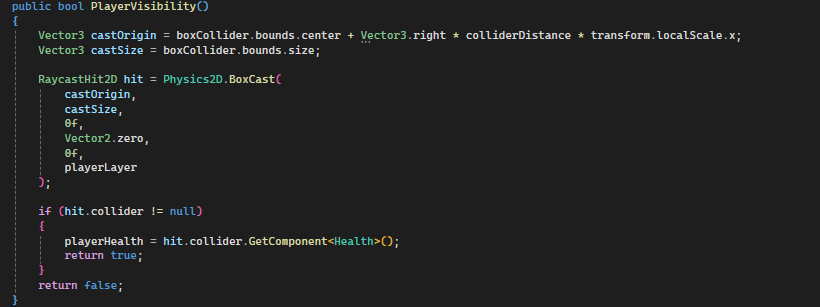 public bool PlayerVisibility()
{
Vector3 castOrigin = boxCollider.bounds.center + Vector3.right * colliderDistance * transform.localScale.x;
Vector3 castSize = boxCollider.bounds.size;
RaycastHit2D hit = Physics2D.BoxCast(
castOrigin,
castSize,
0f,
Vector2.zero,
0f,
playerLayer
);
if (hit.collider != null)
{
playerHealth = hit.collider.GetComponent<Health>();
return true;
}
return false;
}